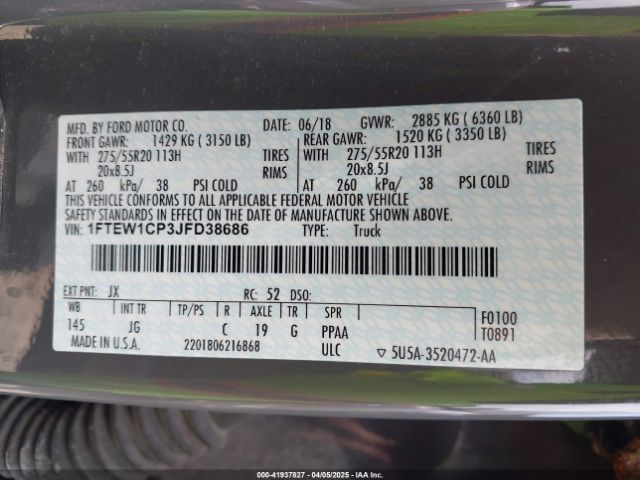 MFD. BY FORD MOTOR CO. DATE: 06/18 GVWR: 2885 KG ( 6360 LB)
FRONT GAWR: 1429 KG ( 3150 LB) REAR GAWR: 1520 KG ( 3350 LB)
WITH 275/55R20 113H TIRES WITH 275/55R20 113H TIRES
20x8.5J RIMS 20x8.5J RIMS
AT 260 kPa/ 38 PSI COLD AT 260 kPa/ 38 PSI COLD
THIS VEHICLE CONFORMS TO ALL APPLICABLE FEDERAL MOTOR VEHICLE
SAFETY STANDARDS IN EFFECT ON THE DATE OF MANUFACTURE SHOWN ABOVE.
VIN: 1FTEW1CP3JFD38686 TYPE: Truck
EXT PNT: JX RC: 52 DSO:
WB INT TR TP/PS R AXLE TR SPR F0100
145 JG C 19 G PPAA T0891
MADE IN U.S.A. 2201806216868 ULC ▽ 5U5A-3520472-AA
000-41937827 - 04/05/2025 - IAAI, Inc.